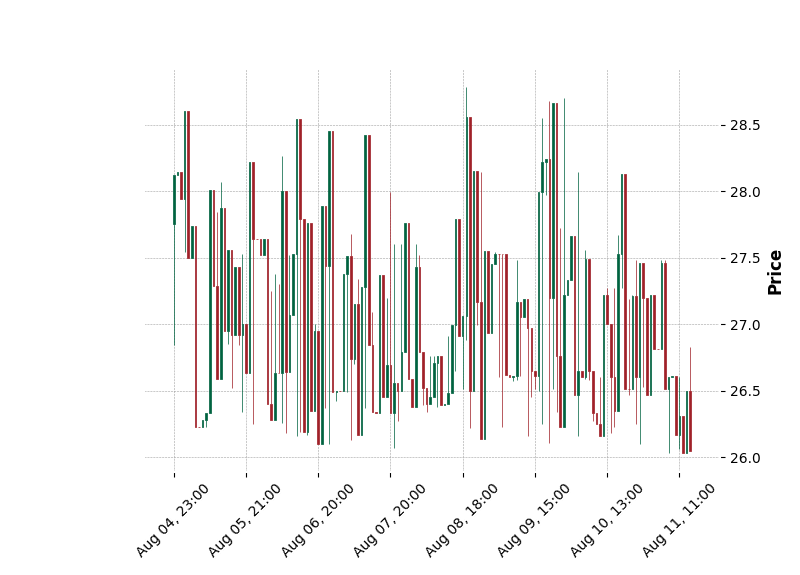 28.5
28.0
27.5
27.0
26.5
26.0
Price
Aug 04, 23:00
Aug 05, 21:00
Aug 06, 20:00
Aug 07, 20:00
Aug 08, 18:00
Aug 09, 15:00
Aug 10, 13:00
Aug 11, 11:00